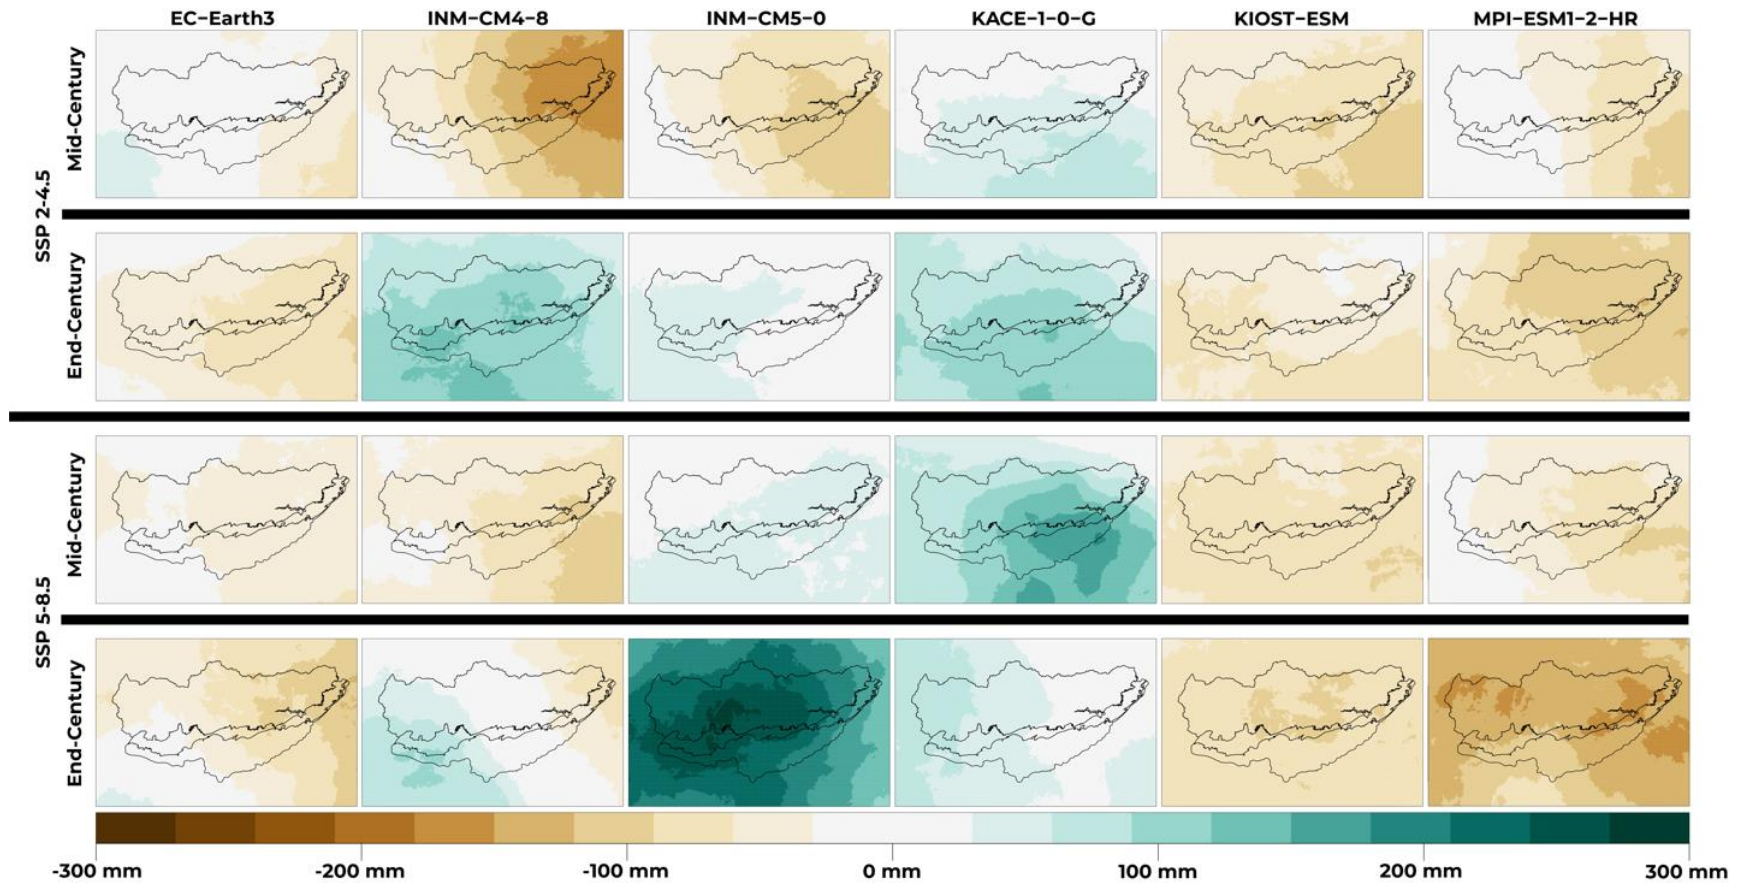 EC-Earth3 INM-CM4-8 INM-CM5-0 KACE-1-0-G KIOST-ESM MPI-ESM1-2-HR
SSP 2-4.5
Mid-Century
End-Century
SSP 5-8.5
Mid-Century
End-Century
-300 mm -200 mm -100 mm 0 mm 100 mm 200 mm 300 mm